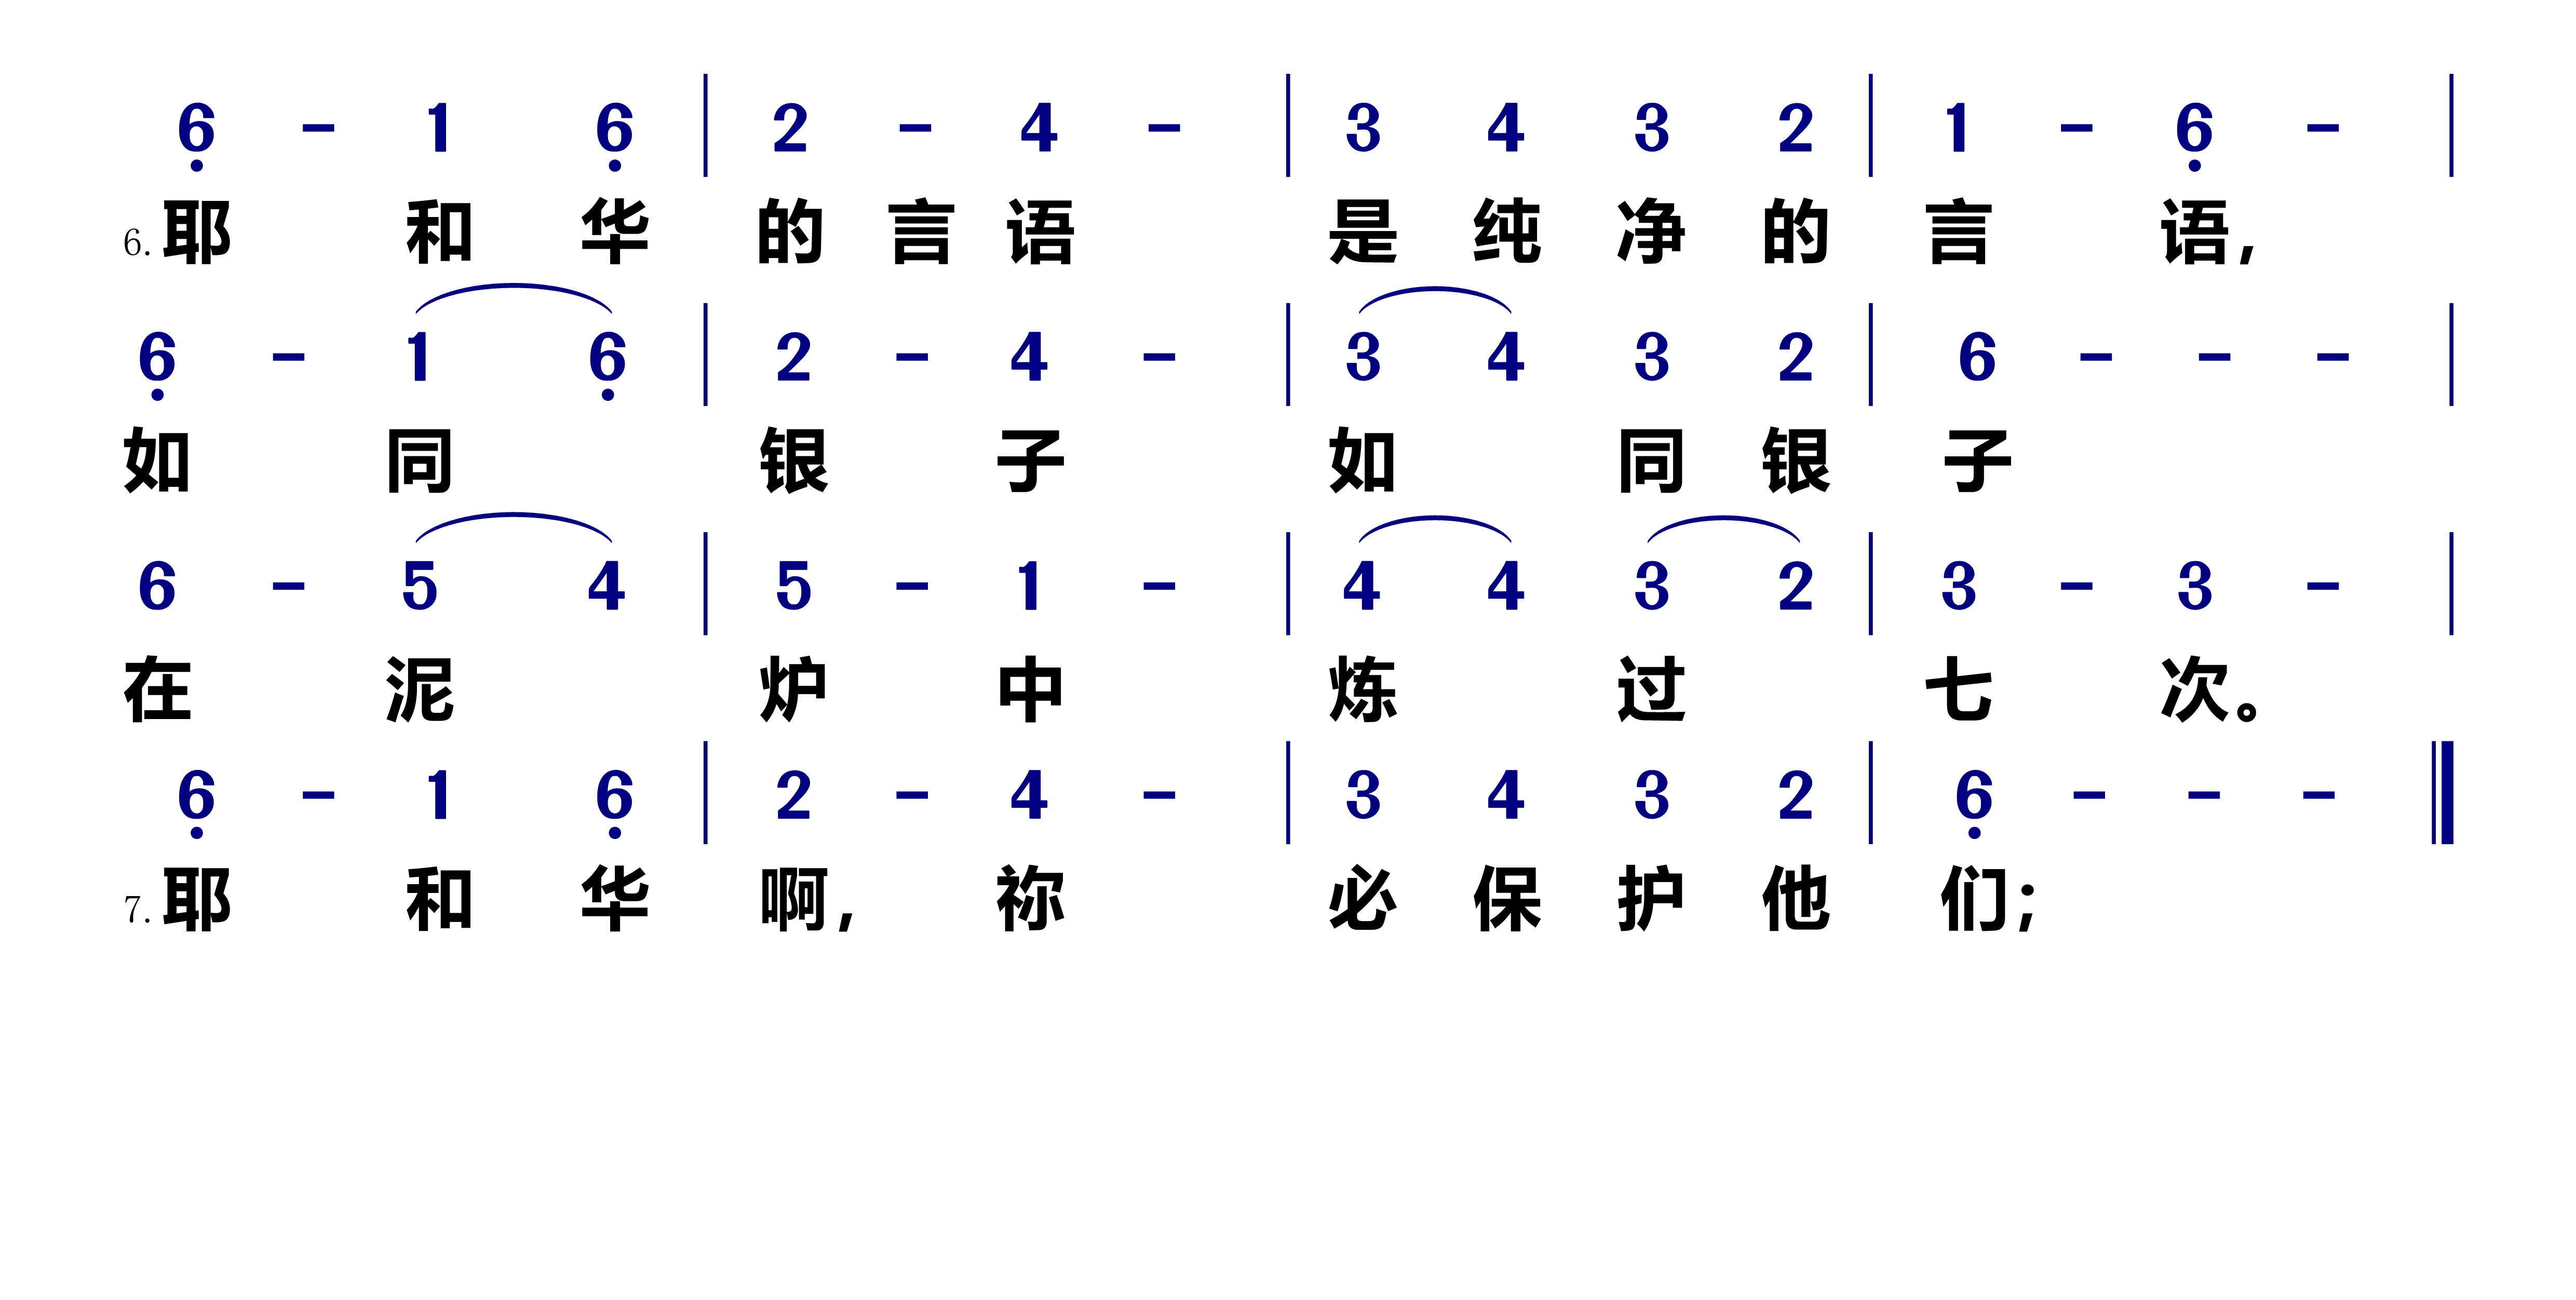 6 - 1 6 | 2 - 4 - | 3 4 3 2 | 1 - 6 - |
6. 耶 和 华 的 言 语 是 纯 净 的 言 语,
6 - 1 6 | 2 - 4 - | 3 4 3 2 | 6 - - - |
如 同 银 子 如 同 银 子
6 - 5 4 | 5 - 1 - | 4 4 3 2 | 3 - 3 - |
在 泥 炉 中 炼 过 七 次。
6 - 1 6 | 2 - 4 - | 3 4 3 2 | 6 - - - ‖
7. 耶 和 华 啊, 祢 必 保 护 他 们;